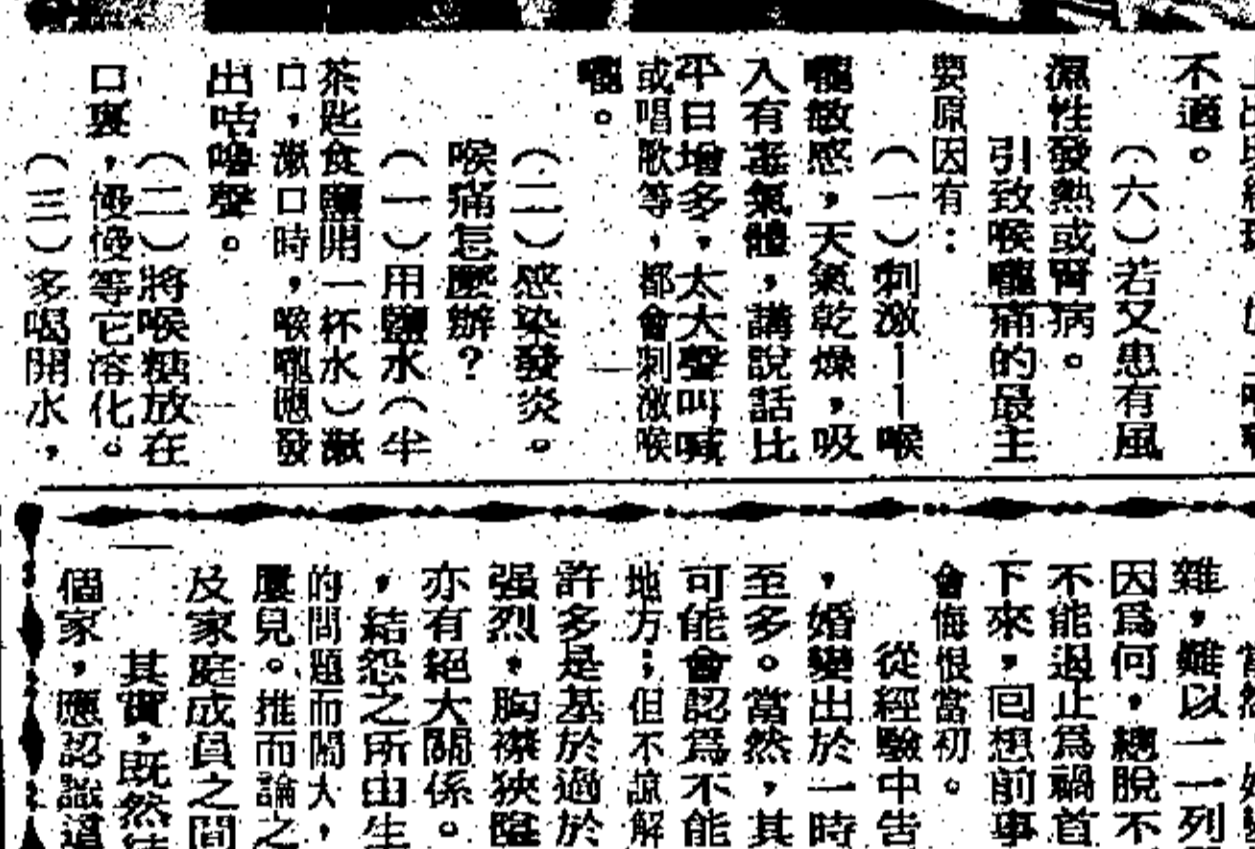 不適。
（六）若又患有風
濕性發熱或腎病。
引致喉嚨痛的最主
要原因有：
（一）刺激——喉
嚨敏感，天氣乾燥，吸
入有毒氣體，講說話比
平日增多，太大聲叫喊
或唱歌等，都會刺激喉
嚨。
（二）感染發炎。
喉痛怎麼辦？
（一）用鹽水（半
茶匙食鹽開一杯水）漱
口，漱口時，喉嚨應發
出咕嚕聲。
（二）將喉糖放在
口裏，慢慢等它溶化。
（三）多喝開水，
雜，難以一一列
因爲何，總脫不
不能遏止爲禍首
下來，回想前事
會悔恨當初。
從經驗中告
，婚變出於一時
至多。當然，其
可能會認爲不能
地方；但不諒解
許多是基於過於
强烈，胸襟狹隘
亦有絕大關係。
，結怨之所由生
的問題而鬧大，
屢見。推而論之
及家庭成員之間
其實，既然
個家，應認識這